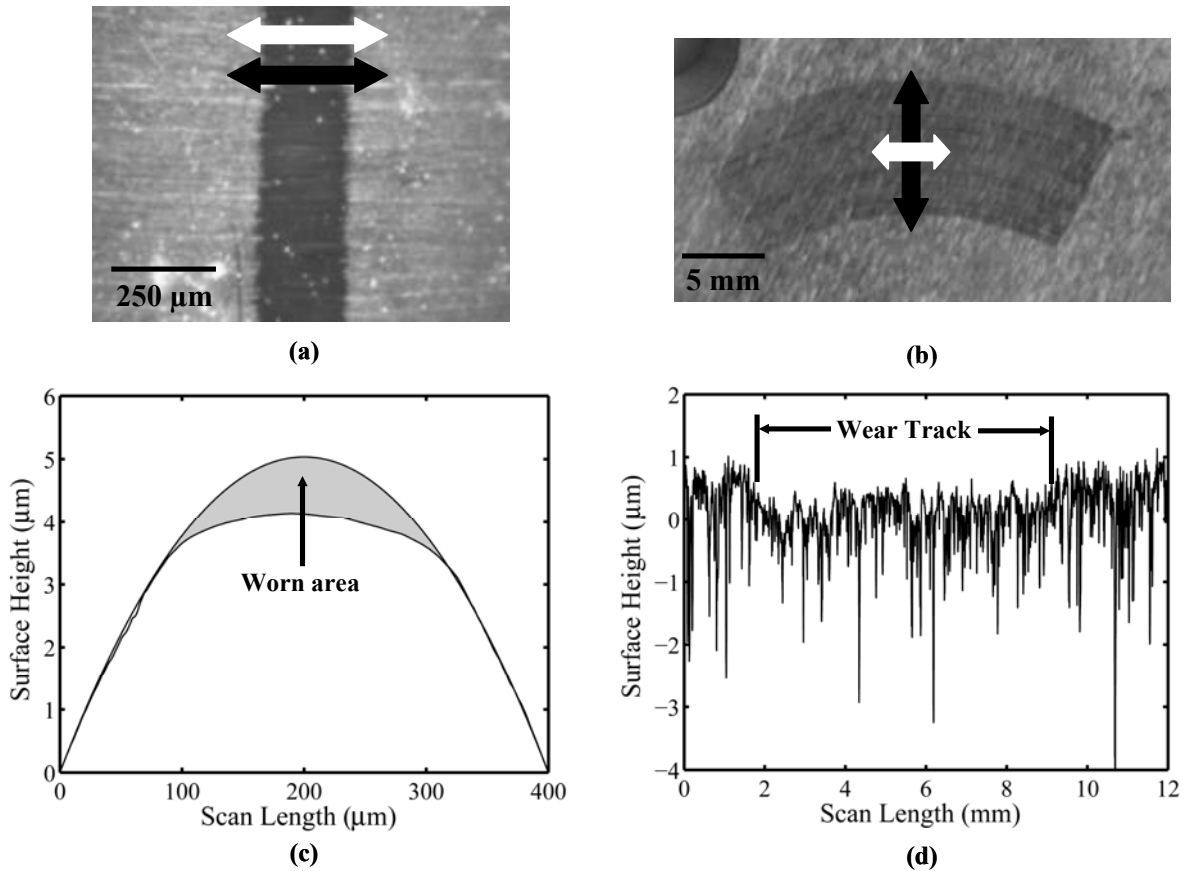 250 µm
5 mm
(a)
(b)
6
5
4
3
2
1
0
Surface Height (µm)
Worn area
0 100 200 300 400
Scan Length (µm)
(c)
2
1
0
−1
−2
−3
−4
Surface Height (µm)
Wear Track
0 2 4 6 8 10 12
Scan Length (mm)
(d)